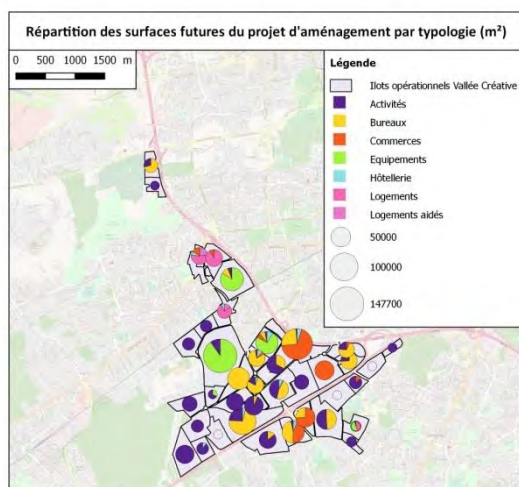 Répartition des surfaces futures du projet d'aménagement par typologie (m²)
0 500 1000 1500 m
Légende
Ilots opérationnels Vallée Créative
Activités
Bureaux
Commerces
Equipements
Hôtellerie
Logements
Logements aidés
50000
100000
147700